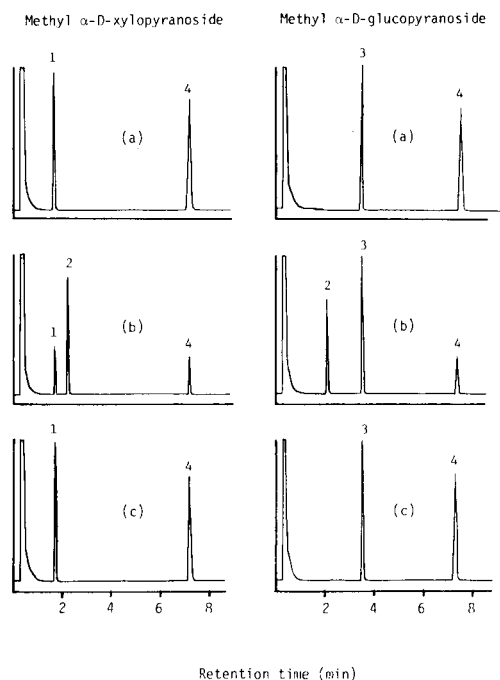 Methyl α-D-xylopyranoside
Methyl α-D-glucopyranoside
1
4
(a)
3
4
(a)
1
2
4
(b)
2
3
4
(b)
1
4
(c)
3
4
(c)
2 4 6 8
2 4 6 8
Retention time (min)